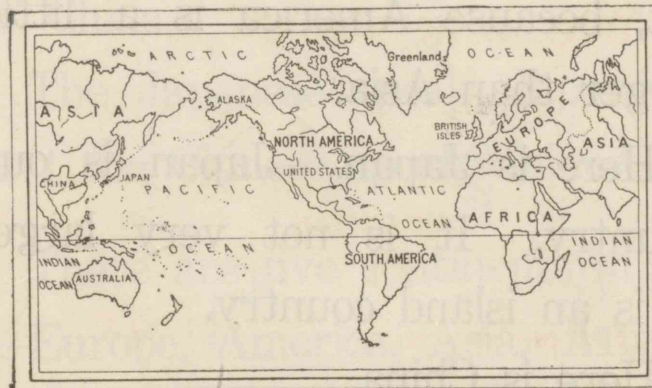 ARCTIC OCEAN
Greenland
ASIA
ALASKA
NORTH AMERICA
BRITISH
ISLES
EUROPE
ASIA
UNITED STATES
CHINA
JAPAN
PACIFIC
ATLANTIC
OCEAN
AFRICA
OCEAN
INDIAN
OCEAN
AUSTRALIA
SOUTH AMERICA
INDIAN
OCEAN
is an island country.